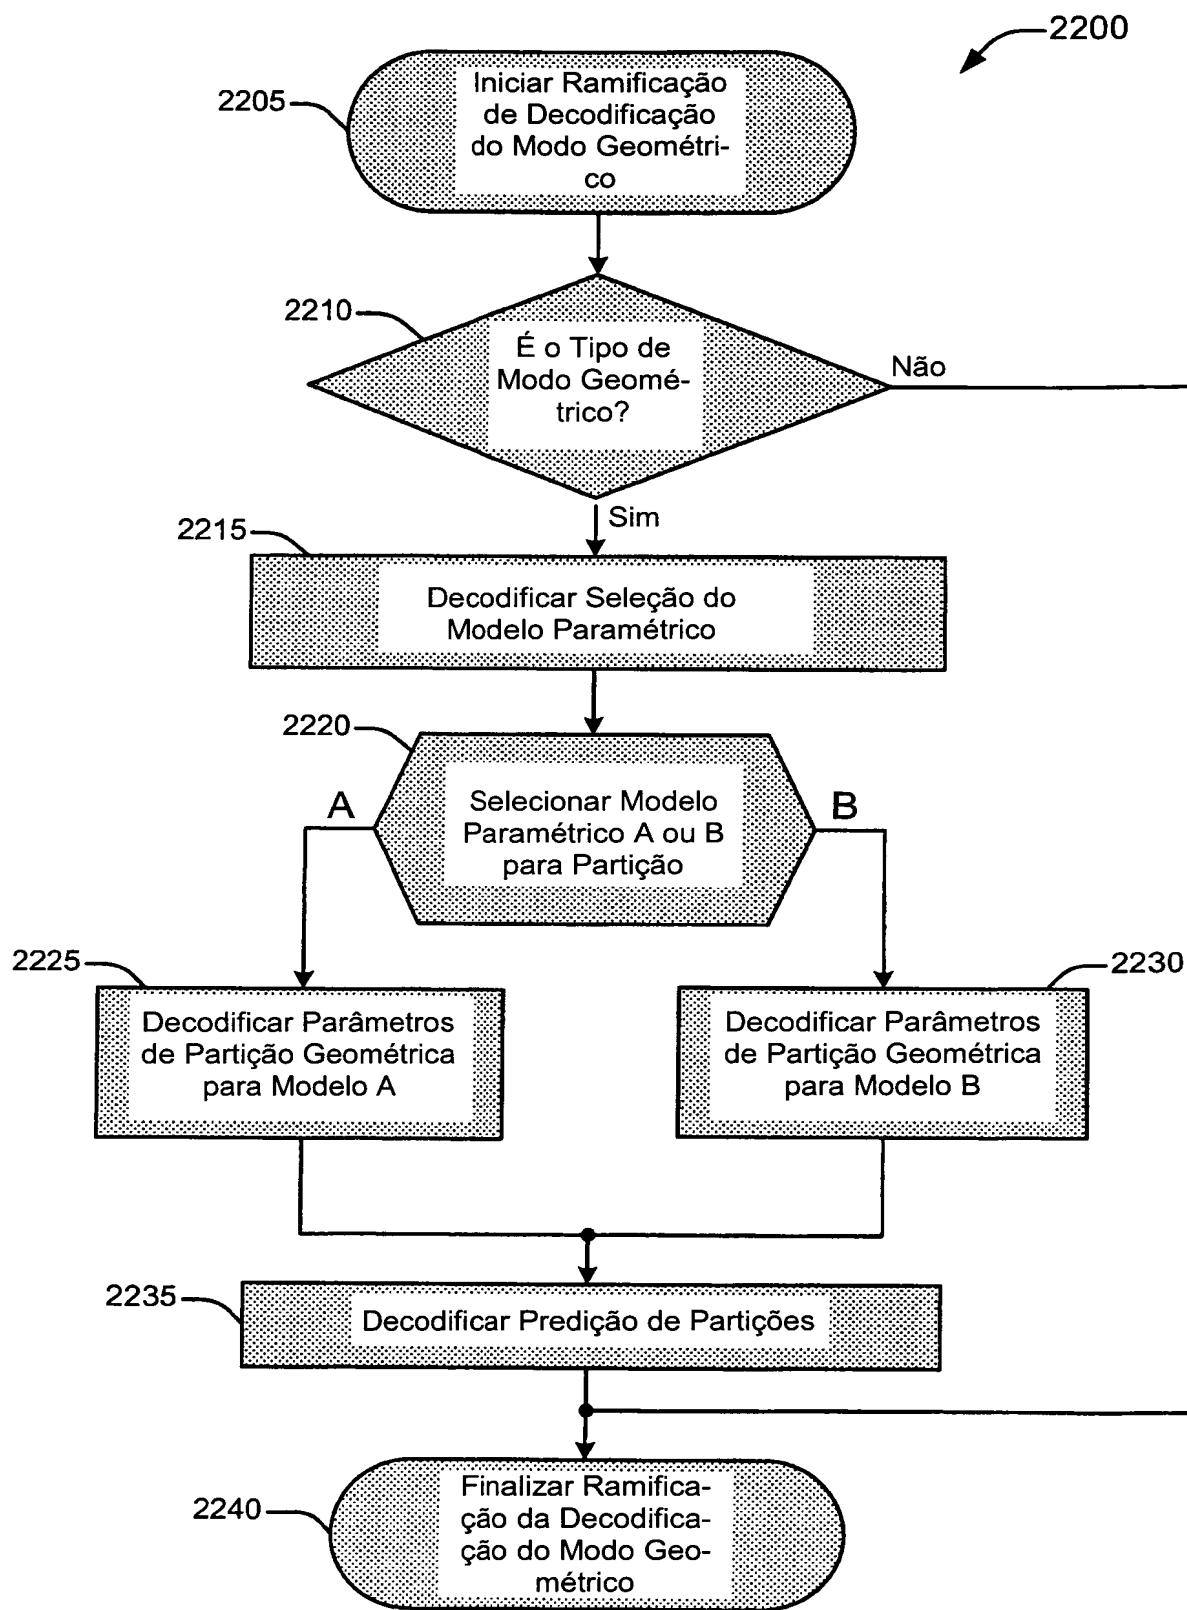 2200
2205
Iniciar Ramificação
de Decodificação
do Modo Geométri-
co
2210
É o Tipo de
Modo Geomé-
trico?
Não
Sim
2215
Decodificar Seleção do
Modelo Paramétrico
2220
A
Selecionar Modelo
Paramétrico A ou B
para Partição
B
2225
Decodificar Parâmetros
de Partição Geométrica
para Modelo A
2230
Decodificar Parâmetros
de Partição Geométrica
para Modelo B
2235
Decodificar Predição de Partições
2240
Finalizar Ramifica-
ção da Decodifica-
ção do Modo Geo-
métrico